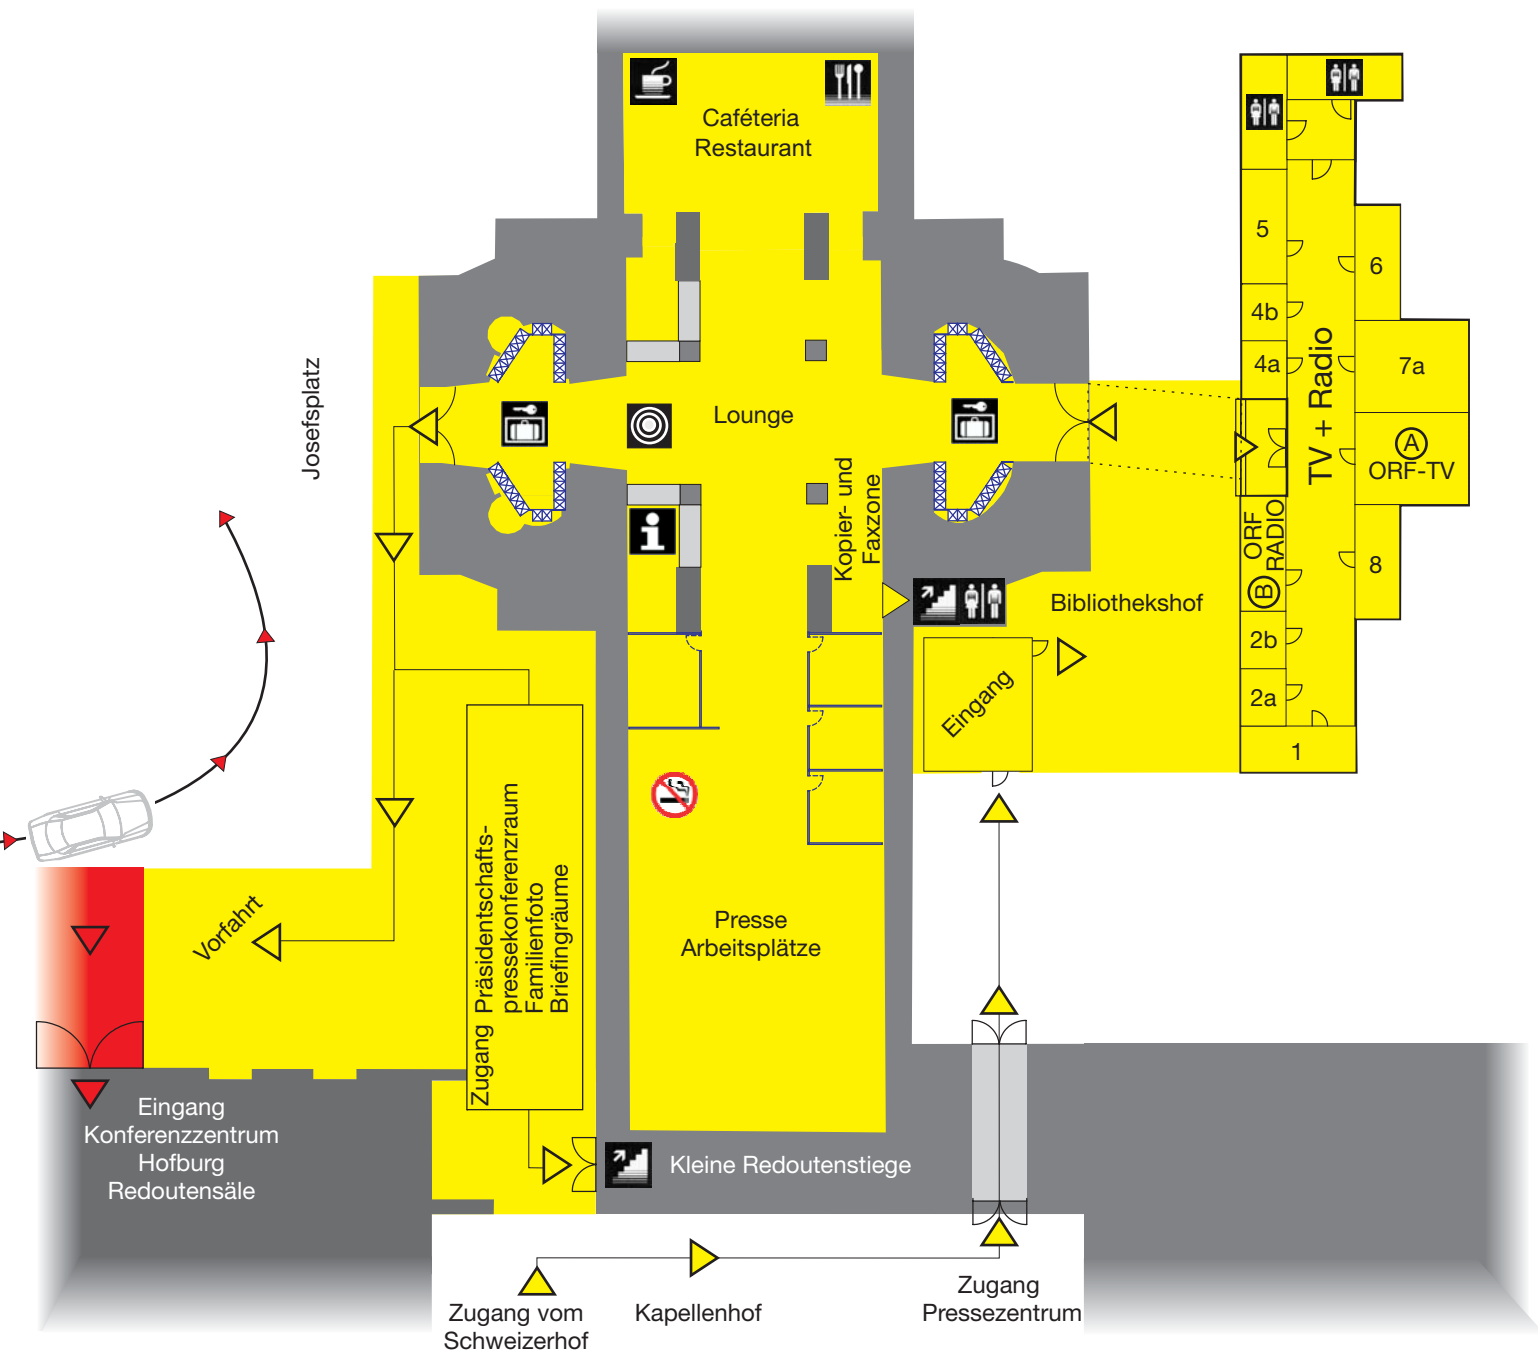 Caféteria
Restaurant
Josefsplatz
Lounge
Kopier- und
Faxzone
5
4b
4a
6
7a
TV + Radio
A
ORF-TV
ORF
RADIO
B
8
2b
2a
1
Bibliothekshof
Eingang
Vorfahrt
Zugang Präsidentschafts-
pressekonferenzraum
Familienfoto
Briefingräume
Presse
Arbeitsplätze
Eingang
Konferenzzentrum
Hofburg
Redoutensäle
Kleine Redoutenstiege
Zugang vom
Schweizerhof
Kapellenhof
Zugang
Pressezentrum